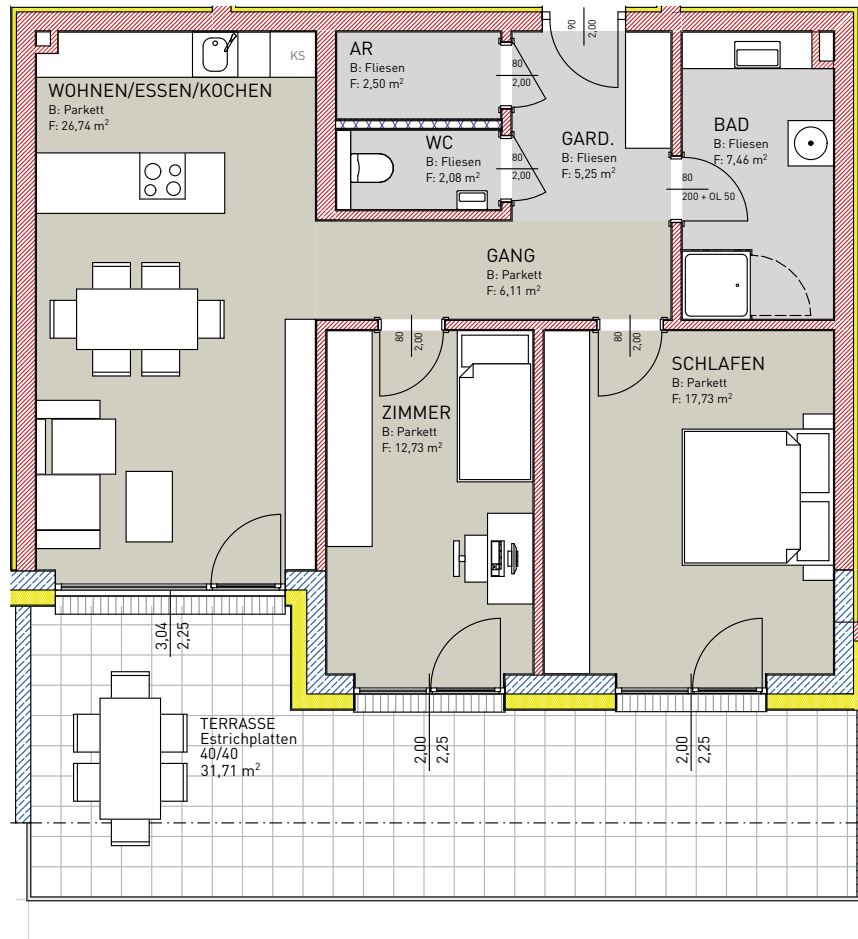 90
2,00
KS
AR
B: Fliesen
F: 2,50 m²
80
2,00
WOHNEN/ESSEN/KOCHEN
B: Parkett
F: 26,74 m²
WC
B: Fliesen
F: 2,08 m²
80
2,00
GARD.
B: Fliesen
F: 5,25 m²
BAD
B: Fliesen
F: 7,46 m²
80
200 + OL 50
GANG
B: Parkett
F: 6,11 m²
80
2,00
80
2,00
SCHLAFEN
B: Parkett
F: 17,73 m²
ZIMMER
B: Parkett
F: 12,73 m²
3,04
2,25
TERRASSE
Estrichplatten
40/40
31,71 m²
2,00
2,25
2,00
2,25